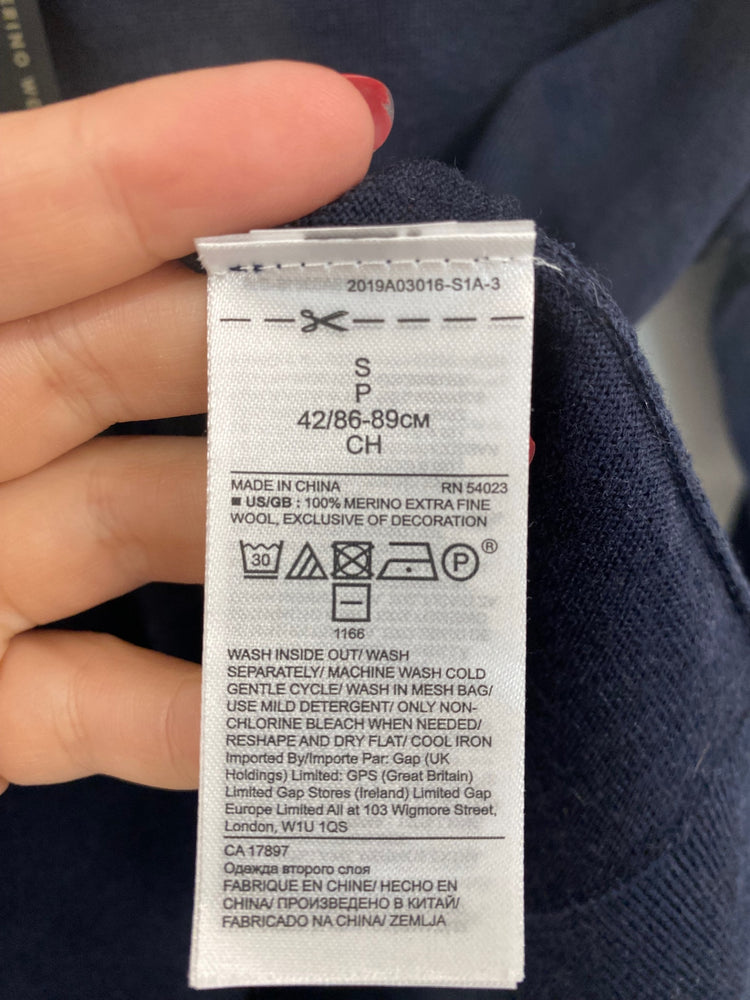 MERINO
2019A03016-S1A-3
S
P
42/86-89CM
CH
MADE IN CHINA RN 54023
■ US/GB : 100% MERINO EXTRA FINE
WOOL, EXCLUSIVE OF DECORATION
30 P ®
1166
WASH INSIDE OUT/ WASH
SEPARATELY/ MACHINE WASH COLD
GENTLE CYCLE/ WASH IN MESH BAG/
USE MILD DETERGENT/ ONLY NON-
CHLORINE BLEACH WHEN NEEDED/
RESHAPE AND DRY FLAT/ COOL IRON
Imported By/Importe Par: Gap (UK
Holdings) Limited: GPS (Great Britain)
Limited Gap Stores (Ireland) Limited Gap
Europe Limited All at 103 Wigmore Street,
London, W1U 1QS
CA 17897
Одежда второго слоя
FABRIQUE EN CHINE/ HECHO EN
CHINA/ ПРОИЗВЕДЕНО В КИТАЙ/
FABRICADO NA CHINA/ ZEMLJA